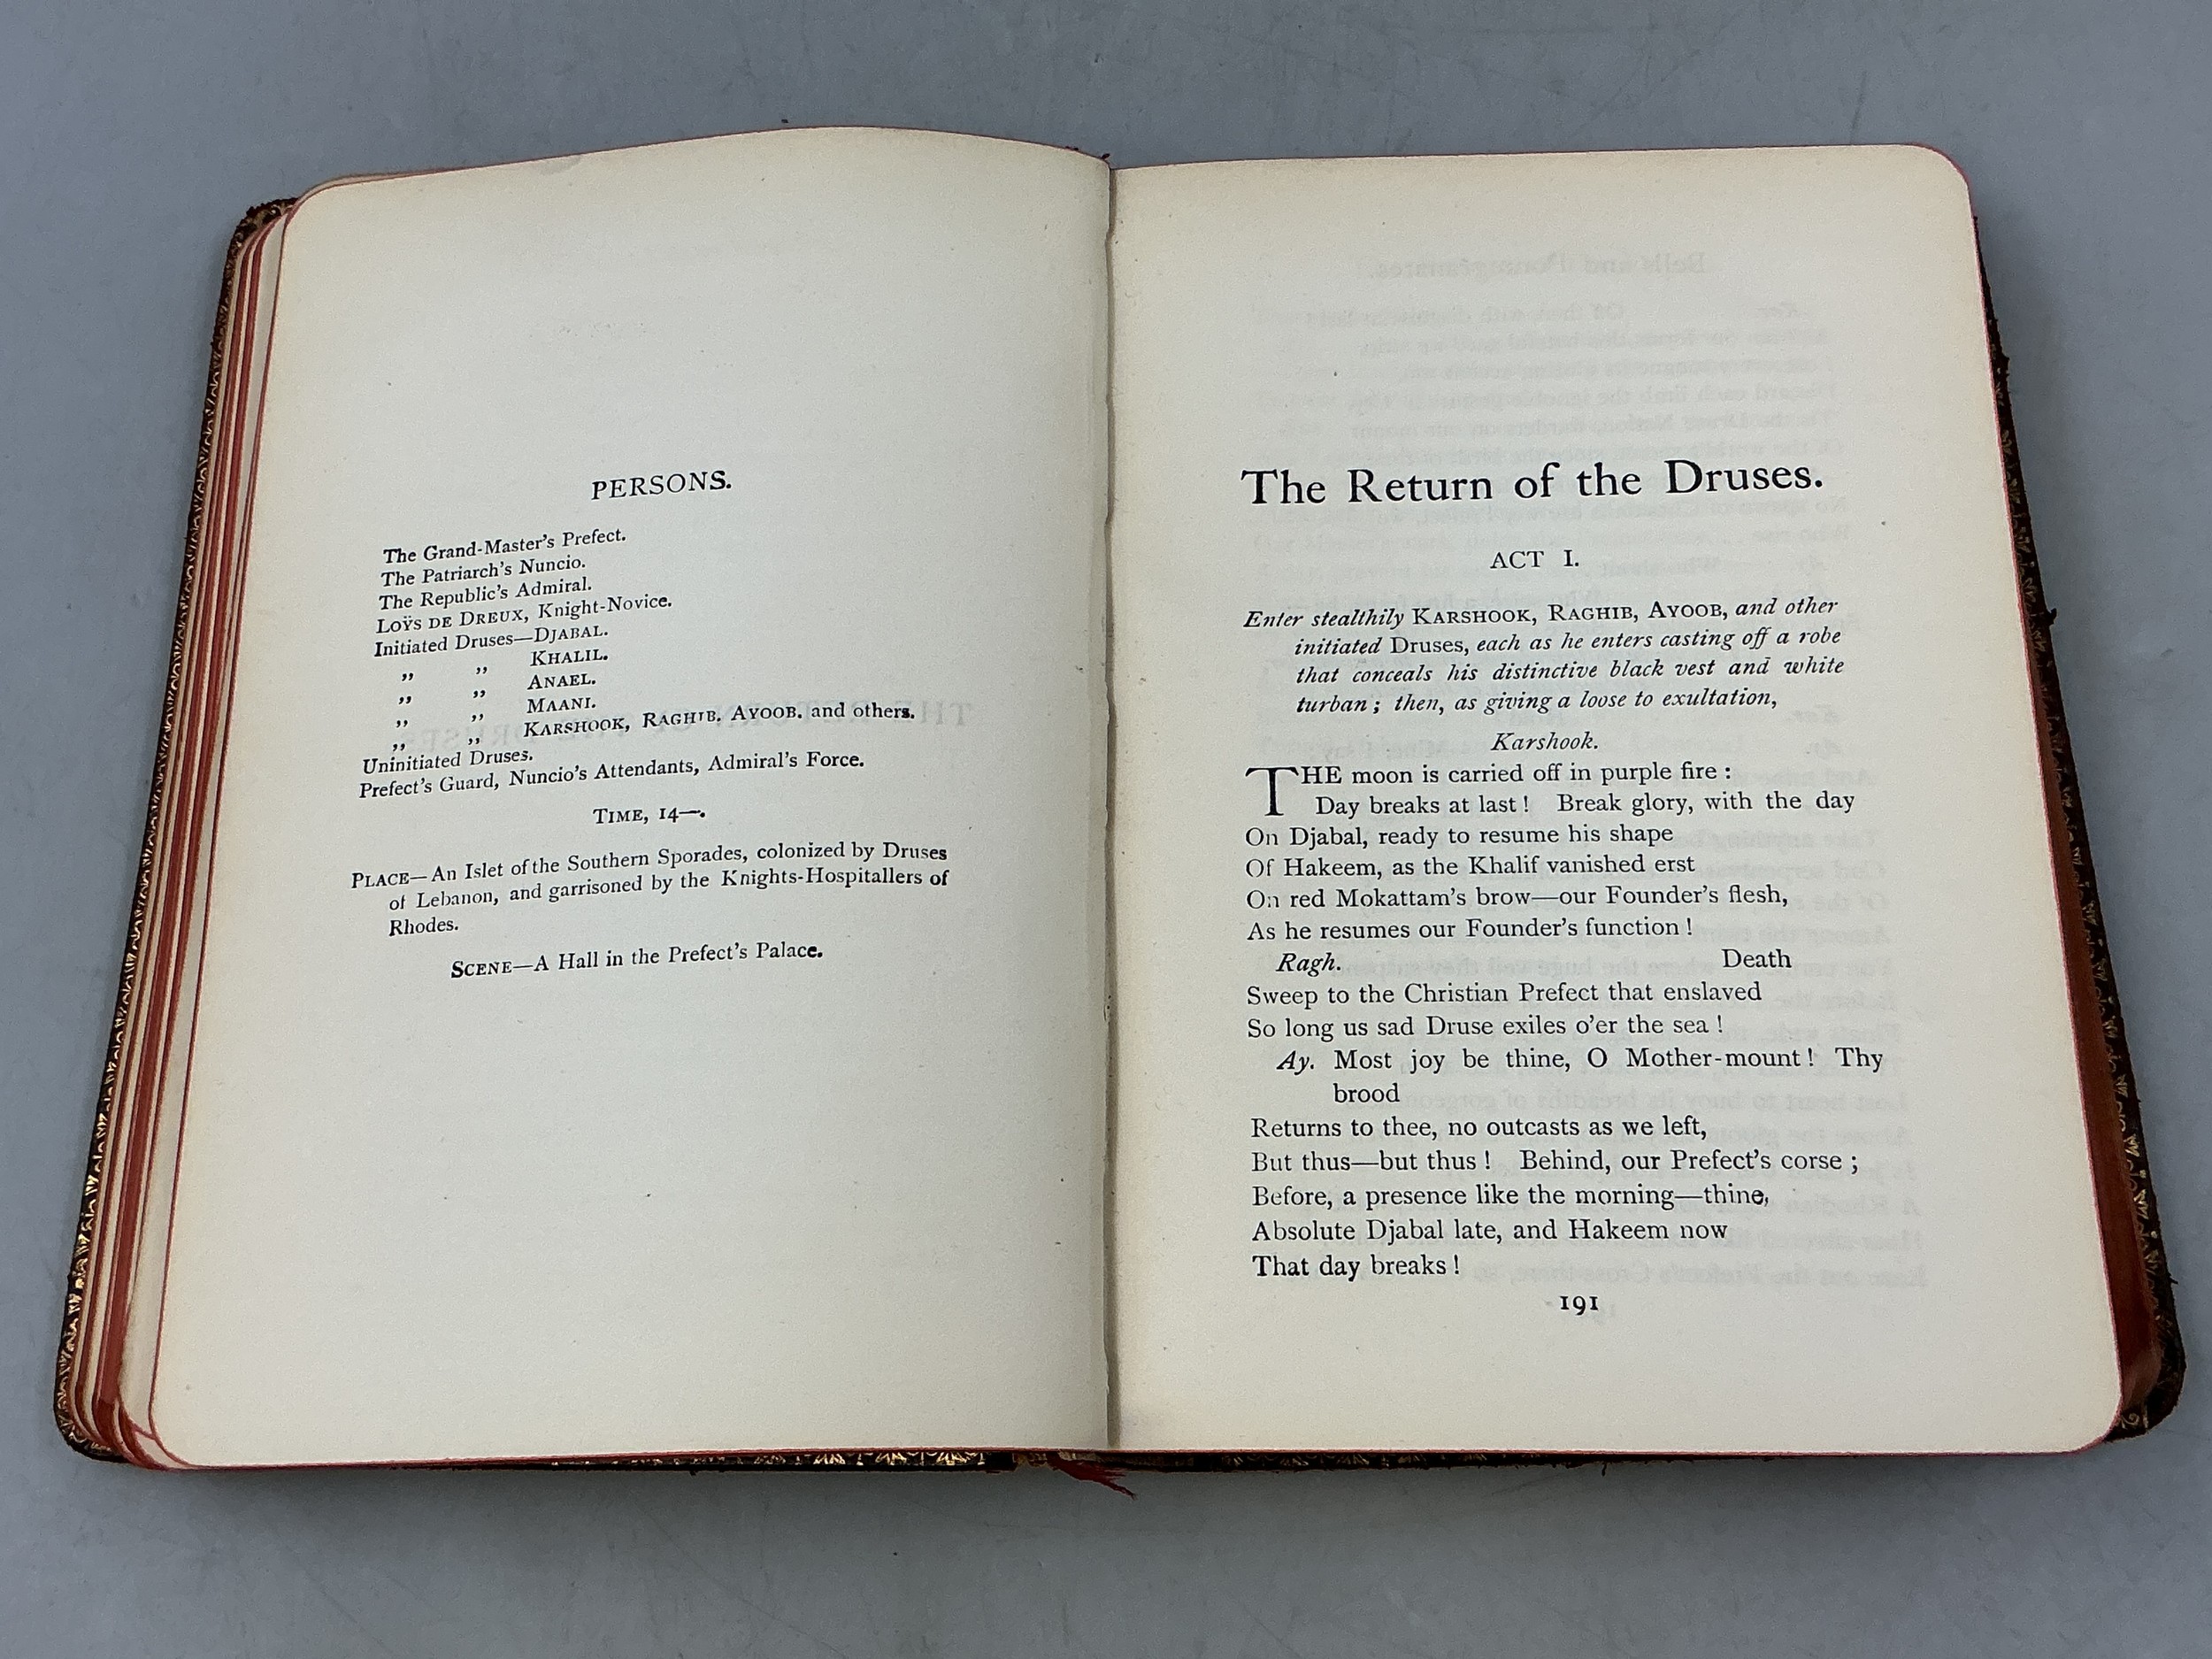 PERSONS.
The Grand-Master's Prefect.
The Patriarch's Nuncio.
The Republic's Admiral.
LOŸS DE DREUX, Knight-Novice.
Initiated Druses—DJABAL.
„ „ KHALIL.
„ „ ANAEL.
„ „ MAANI.
„ „ KARSHOOK, RAGHIB, AYOOB, and others.
Uninitiated Druses.
Prefect's Guard, Nuncio's Attendants, Admiral's Force.
TIME, 14—.
PLACE—An Islet of the Southern Sporades, colonized by Druses
of Lebanon, and garrisoned by the Knights-Hospitallers of
Rhodes.
SCENE—A Hall in the Prefect's Palace.
The Return of the Druses.
ACT I.
Enter stealthily KARSHOOK, RAGHIB, AYOOB, and other
initiated Druses, each as he enters casting off a robe
that conceals his distinctive black vest and white
turban; then, as giving a loose to exultation,
Karshook.
THE moon is carried off in purple fire:
Day breaks at last! Break glory, with the day
On Djabal, ready to resume his shape
Of Hakeem, as the Khalif vanished erst
On red Mokattam's brow—our Founder's flesh,
As he resumes our Founder's function!
Ragh. Death
Sweep to the Christian Prefect that enslaved
So long us sad Druse exiles o'er the sea!
Ay. Most joy be thine, O Mother-mount! Thy
brood
Returns to thee, no outcasts as we left,
But thus—but thus! Behind, our Prefect's corse;
Before, a presence like the morning—thine,
Absolute Djabal late, and Hakeem now
That day breaks!
191